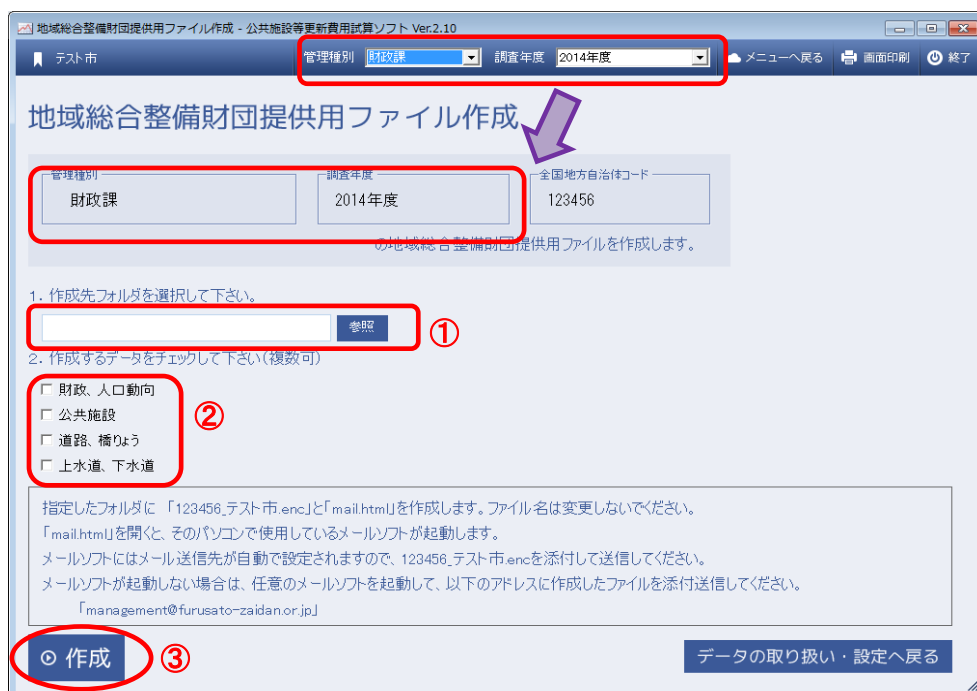 地域総合整備財団提供用ファイル作成 - 公共施設等更新費用試算ソフト Ver.2.10
テスト市 管理種別 財政課 調査年度 2014年度 メニューへ戻る 画面印刷 終了
地域総合整備財団提供用ファイル作成
管理種別 調査年度 全国地方自治体コード
財政課 2014年度 123456
の地域総合整備財団提供用ファイルを作成します。
1. 作成先フォルダを選択して下さい。
参照 ①
2. 作成するデータをチェックして下さい(複数可)
財政、人口動向
公共施設
②
道路、橋りょう
上水道、下水道
指定したフォルダに 「123456_テスト市.enc」と「mail.html」を作成します。ファイル名は変更しないでください。
「mail.html」を開くと、そのパソコンで使用しているメールソフトが起動します。
メールソフトにはメール送信先が自動で設定されますので、123456_テスト市.encを添付して送信してください。
メールソフトが起動しない場合は、任意のメールソフトを起動して、以下のアドレスに作成したファイルを添付送信してください。
「management@furusato-zaidan.or.jp」
作成 ③ データの取り扱い・設定へ戻る